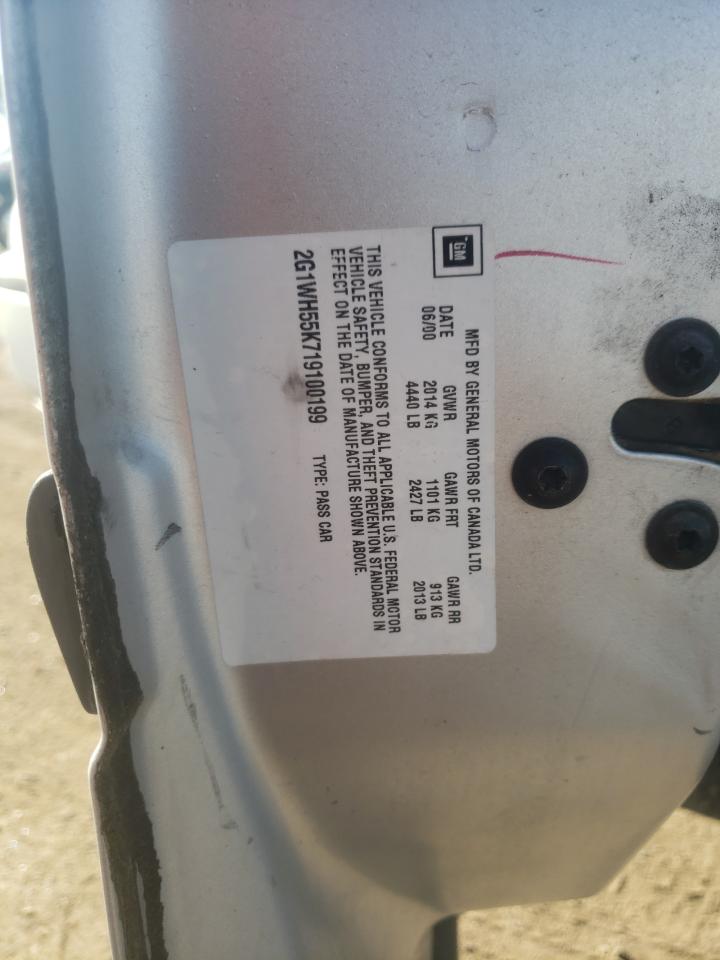 GM
MFD BY GENERAL MOTORS OF CANADA LTD.
DATE GVWR GAWR FRT GAWR RR
06/00 2014 KG 1101 KG 913 KG
4440 LB 2427 LB 2013 LB
THIS VEHICLE CONFORMS TO ALL APPLICABLE U.S. FEDERAL MOTOR
VEHICLE SAFETY, BUMPER, AND THEFT PREVENTION STANDARDS IN
EFFECT ON THE DATE OF MANUFACTURE SHOWN ABOVE.
2G1WH55K719100199 TYPE: PASS CAR